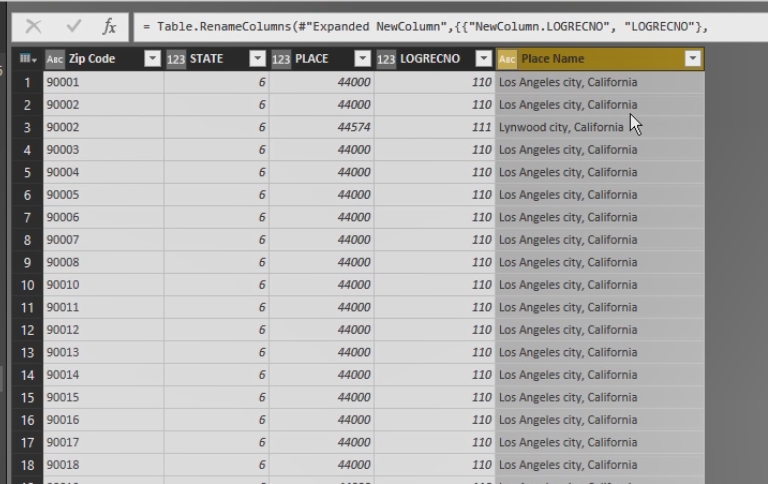 fx = Table.RenameColumns(#"Expanded NewColumn",{{"NewColumn.LOGRECNO", "LOGRECNO"},
ABC Zip Code 123 STATE 123 PLACE 123 LOGRECNO ABC Place Name
1 90001 6 44000 110 Los Angeles city, California
2 90002 6 44000 110 Los Angeles city, California
3 90002 6 44574 111 Lynwood city, California
4 90003 6 44000 110 Los Angeles city, California
5 90004 6 44000 110 Los Angeles city, California
6 90005 6 44000 110 Los Angeles city, California
7 90006 6 44000 110 Los Angeles city, California
8 90007 6 44000 110 Los Angeles city, California
9 90008 6 44000 110 Los Angeles city, California
10 90010 6 44000 110 Los Angeles city, California
11 90011 6 44000 110 Los Angeles city, California
12 90012 6 44000 110 Los Angeles city, California
13 90013 6 44000 110 Los Angeles city, California
14 90014 6 44000 110 Los Angeles city, California
15 90015 6 44000 110 Los Angeles city, California
16 90016 6 44000 110 Los Angeles city, California
17 90017 6 44000 110 Los Angeles city, California
18 90018 6 44000 110 Los Angeles city, California